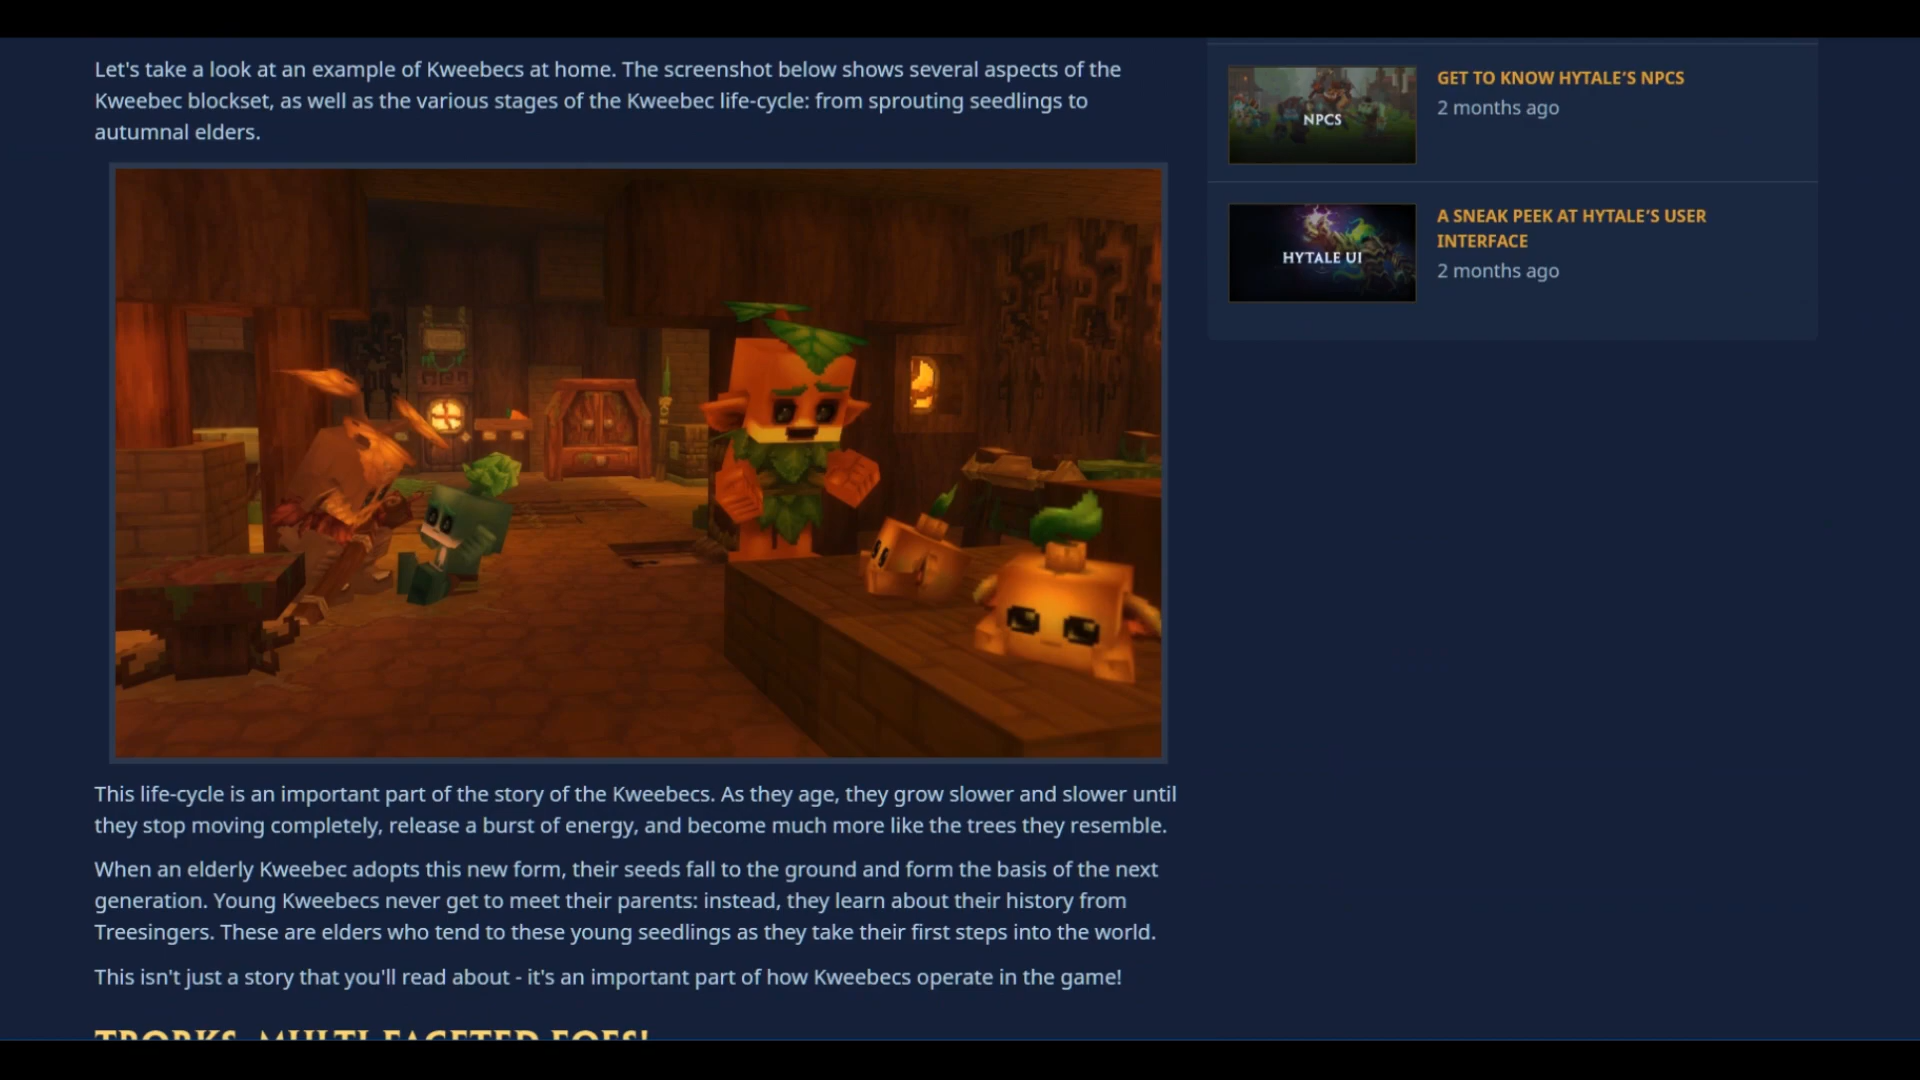 Let's take a look at an example of Kweebecs at home. The screenshot below shows several aspects of the
Kweebec blockset, as well as the various stages of the Kweebec life-cycle: from sprouting seedlings to
autumnal elders.
This life-cycle is an important part of the story of the Kweebecs. As they age, they grow slower and slower until
they stop moving completely, release a burst of energy, and become much more like the trees they resemble.
When an elderly Kweebec adopts this new form, their seeds fall to the ground and form the basis of the next
generation. Young Kweebecs never get to meet their parents: instead, they learn about their history from
Treesingers. These are elders who tend to these young seedlings as they take their first steps into the world.
This isn't just a story that you'll read about - it's an important part of how Kweebecs operate in the game!
TRORKS, MULTI-FACETED FOES!
NPCS
GET TO KNOW HYTALE’S NPCS
2 months ago
HYTALE UI
A SNEAK PEEK AT HYTALE’S USER
INTERFACE
2 months ago